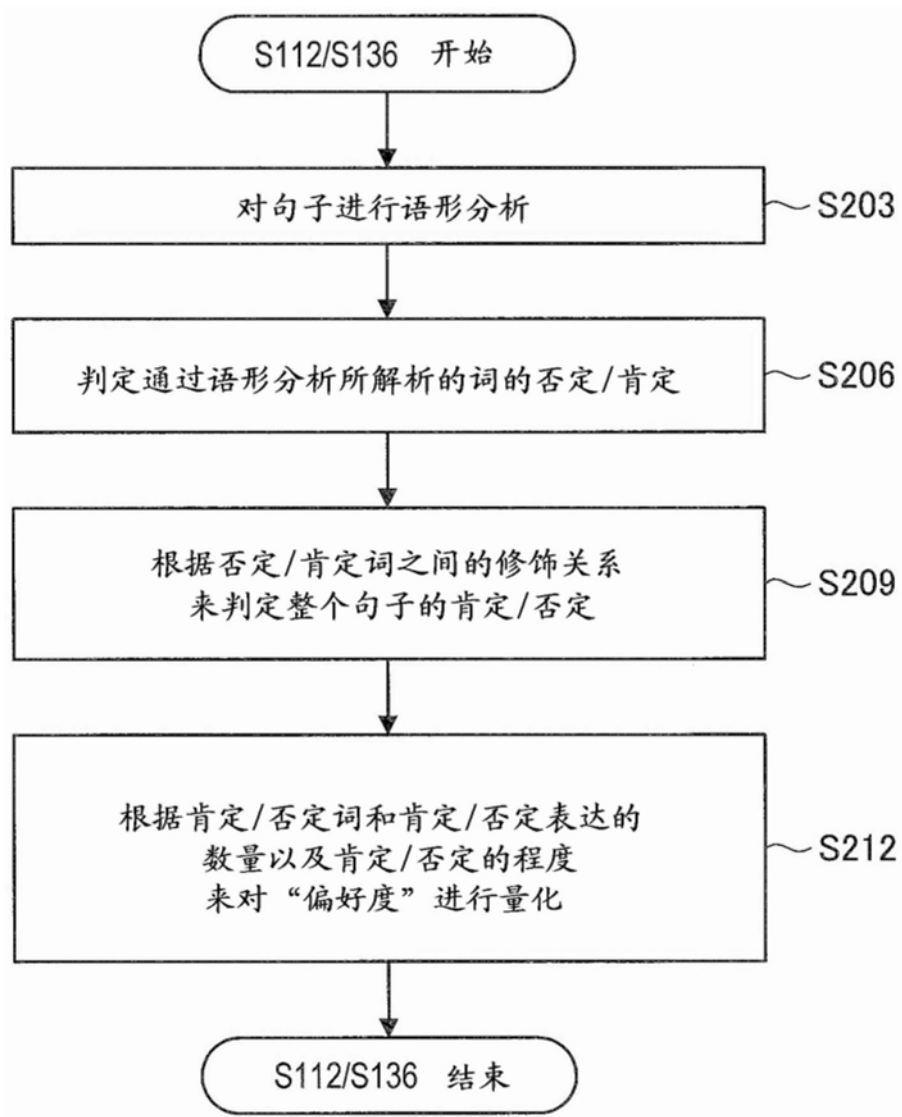 S112/S136 开始
对句子进行语形分析
S203
判定通过语形分析所解析的词的否定/肯定
S206
根据否定/肯定词之间的修饰关系
来判定整个句子的肯定/否定
S209
根据肯定/否定词和肯定/否定表达的
数量以及肯定/否定的程度
来对“偏好度”进行量化
S212
S112/S136 结束